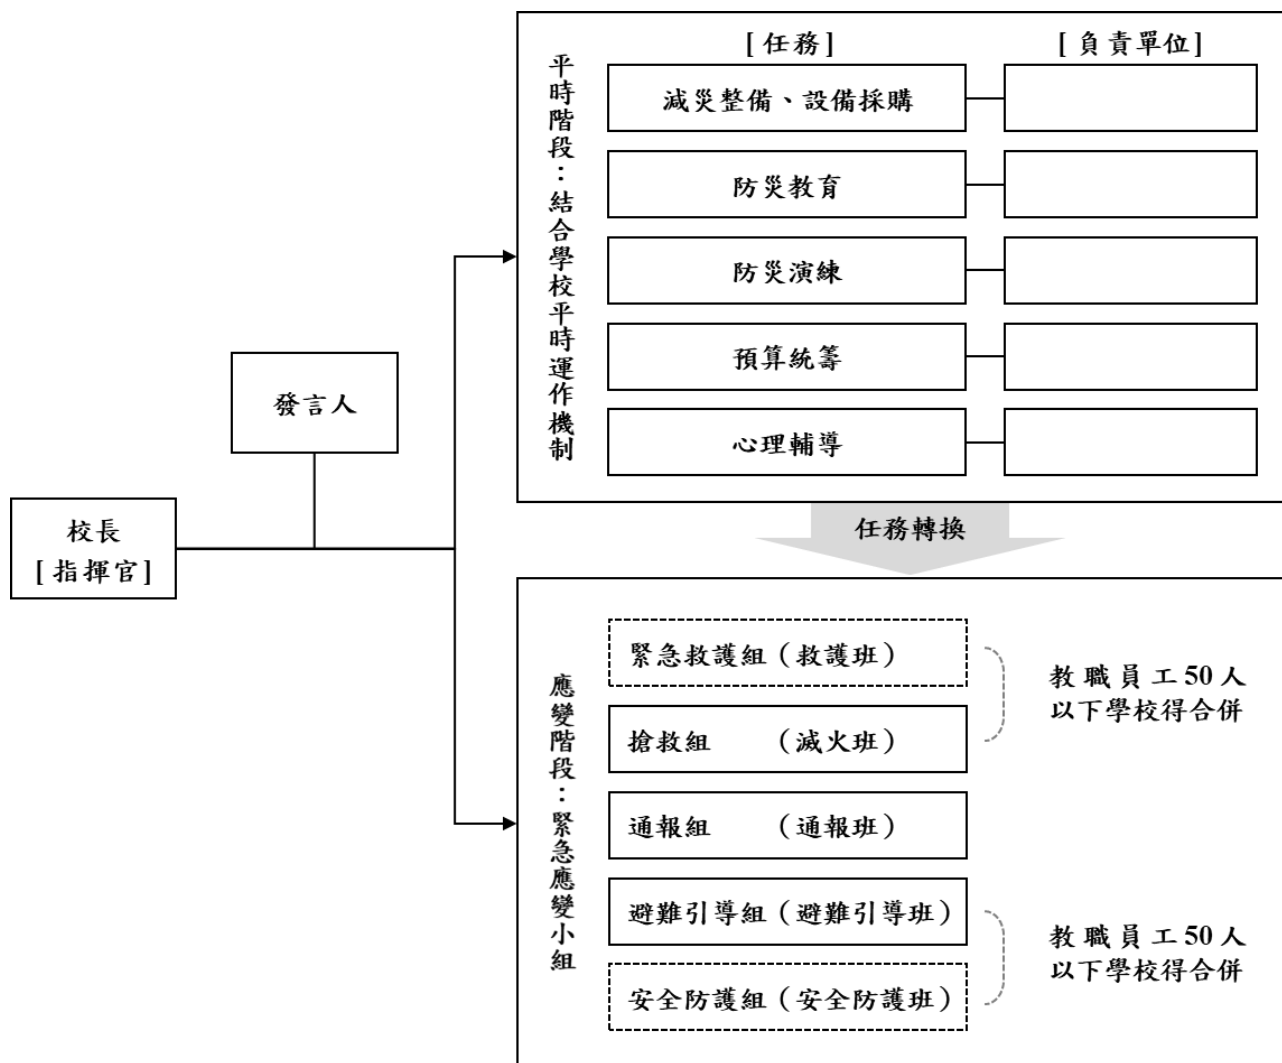 [任務]
[負責單位]
平時階段：結合學校平時運作機制
減災整備、設備採購
防災教育
防災演練
預算統籌
心理輔導
發言人
校長
[指揮官]
任務轉換
應變階段：緊急應變小組
緊急救護組（救護班）
搶救組　　（滅火班）
教職員工50人
以下學校得合併
通報組　　（通報班）
避難引導組（避難引導班）
安全防護組（安全防護班）
教職員工50人
以下學校得合併